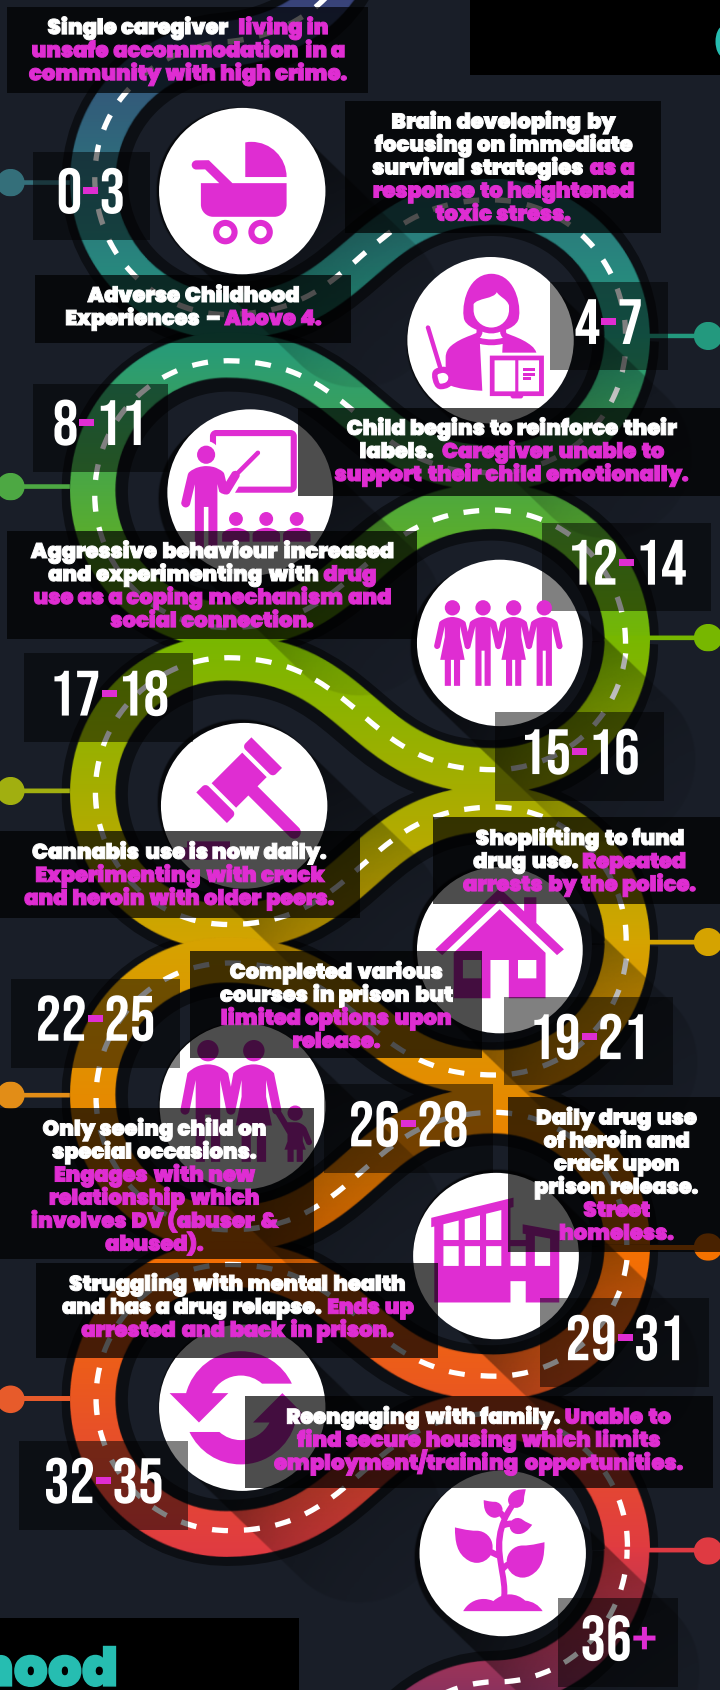 Single caregiver living in
unsafe accommodation in a
community with high crime.
0-3
Brain developing by
focusing on immediate
survival strategies as a
response to heightened
toxic stress.
Adverse Childhood
Experiences – Above 4.
4-7
8-11
Child begins to reinforce their
labels. Caregiver unable to
support their child emotionally.
Aggressive behaviour increased
and experimenting with drug
use as a coping mechanism and
social connection.
12-14
17-18
15-16
Cannabis use is now daily.
Experimenting with crack
and heroin with older peers.
Shoplifting to fund
drug use. Repeated
arrests by the police.
Completed various
courses in prison but
limited options upon
release.
22-25
19-21
26-28
Only seeing child on
special occasions.
Engages with new
relationship which
involves DV (abuser &
abused).
Daily drug use
of heroin and
crack upon
prison release.
Street
homeless.
Struggling with mental health
and has a drug relapse. Ends up
arrested and back in prison.
29-31
Reengaging with family. Unable to
find secure housing which limits
employment/training opportunities.
32-35
36+
hood